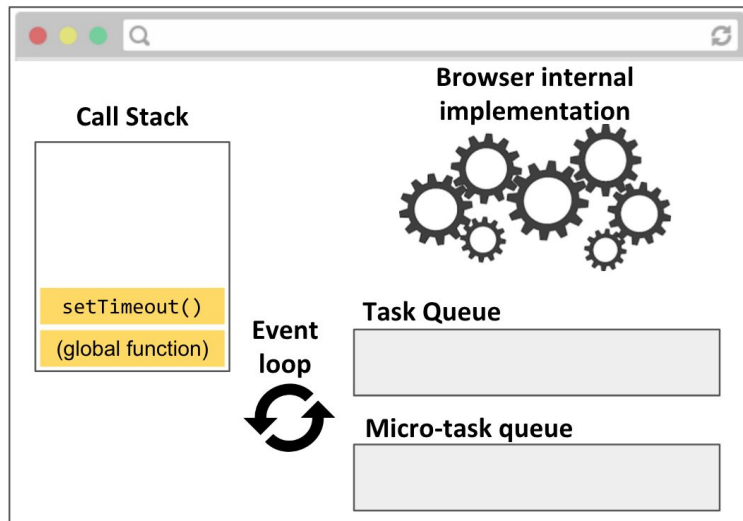 Browser internal
implementation
Call Stack
setTimeout()
(global function)
Event
loop
Task Queue
Micro-task queue